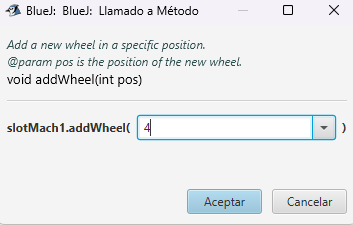 BlueJ: BlueJ: Llamado a Método
Add a new wheel in a specific position.
@param pos is the position of the new wheel.
void addWheel(int pos)
slotMach1.addWheel( 4 )
Aceptar Cancelar